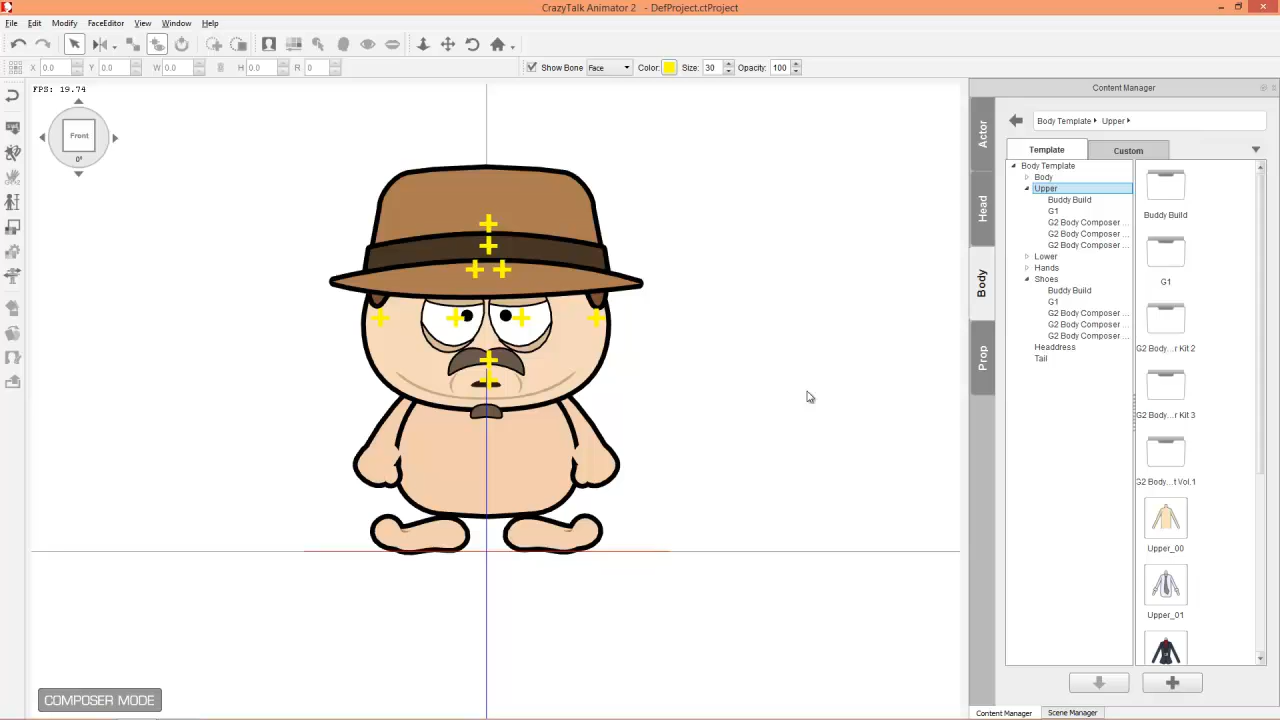 CrazyTalk Animator 2   - DefProject.ctProject
File Edit Modify FaceEditor View Window Help
X 0.0 Y 0.0 W 0.0 H 0.0 R 0 Show Bone Face Color: Size: 30 Opacity: 100
FPS: 19.74
Front
0°
Content Manager
Body Template Upper
Template Custom
Actor
Head
Body
Prop
Body Template
Body
Upper
Buddy Build
G1
G2 Body Composer ...
G2 Body Composer ...
G2 Body Composer ...
Lower
Hands
Shoes
Buddy Build
G1
G2 Body Composer ...
G2 Body Composer ...
G2 Body Composer ...
Headdress
Tail
Buddy Build
G1
G2 Body...r Kit 2
G2 Body...r Kit 3
G2 Body...t Vol.1
Upper_00
Upper_01
COMPOSER MODE
Content Manager Scene Manager